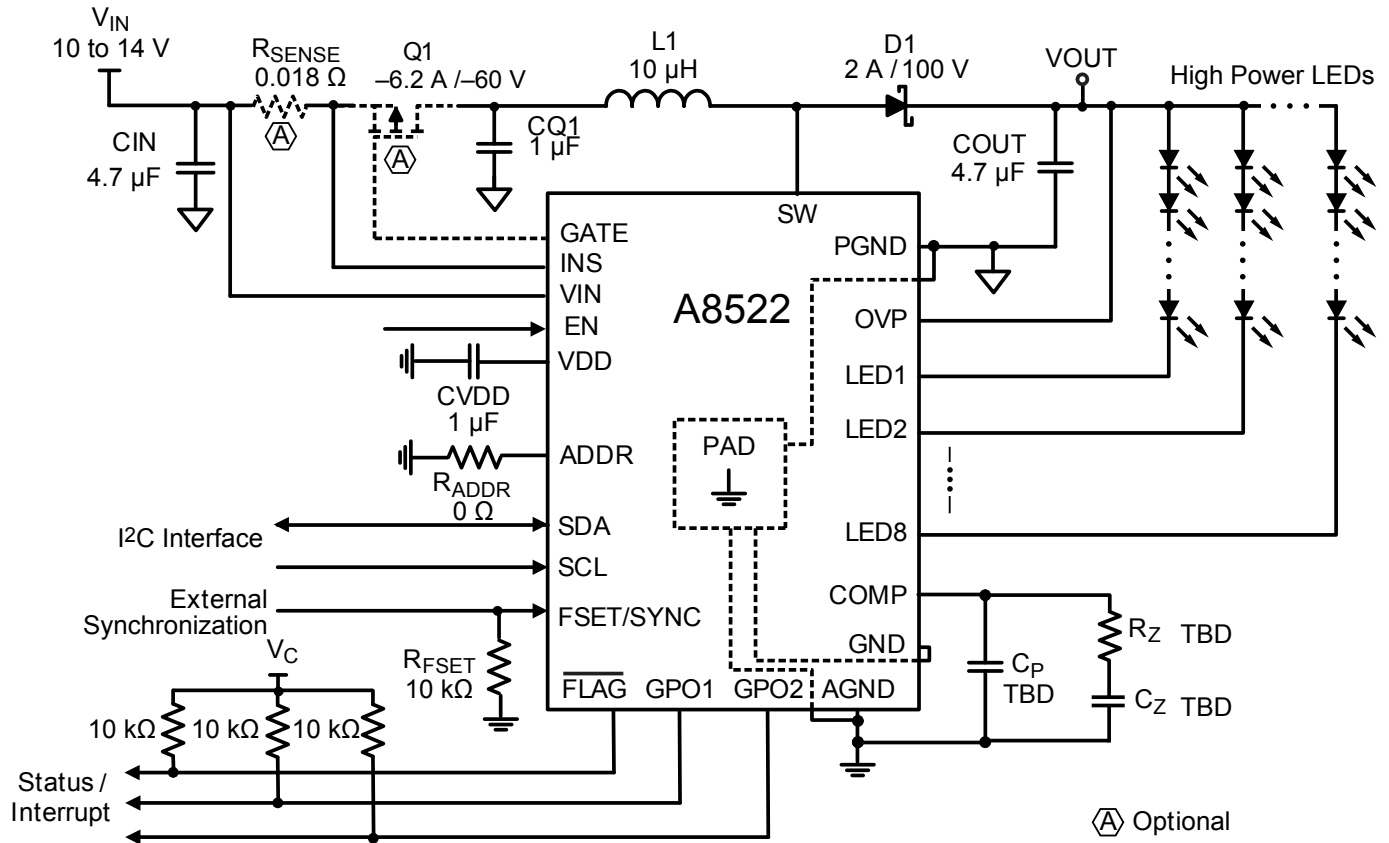 VIN
10 to 14 V
RSENSE
0.018 Ω
Q1
–6.2 A /–60 V
L1
10 µH
D1
2 A / 100 V
VOUT
High Power LEDs
A
A
CIN
4.7 µF
CQ1
1 µF
COUT
4.7 µF
SW
GATE
INS
VIN
EN
VDD
ADDR
SDA
SCL
FSET/SYNC
A8522
PAD
PGND
OVP
LED1
LED2
LED8
COMP
GND
FLAG
GPO1
GPO2
AGND
CVDD
1 µF
RADDR
0 Ω
I2C Interface
External
Synchronization
VC
RFSET
10 kΩ
10 kΩ
10 kΩ
10 kΩ
Status /
Interrupt
CP
TBD
RZ TBD
CZ TBD
A Optional